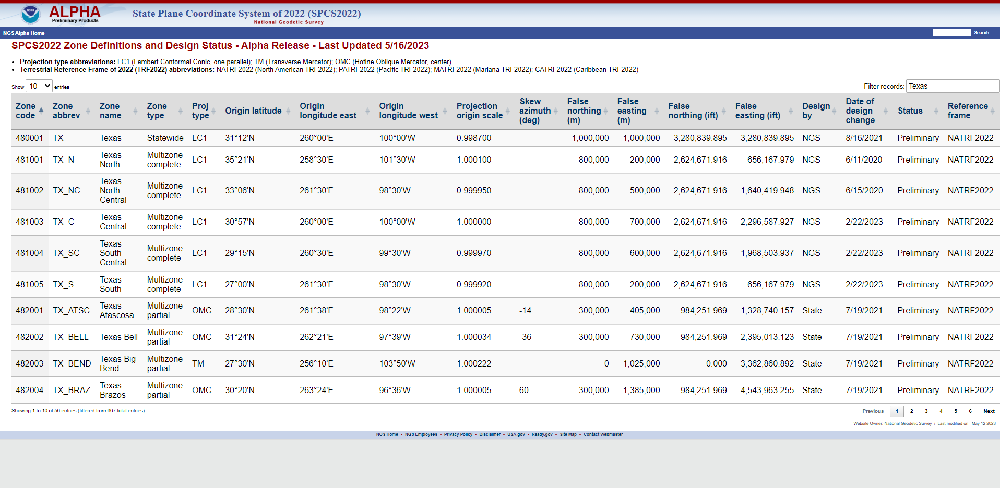 NOAA
ALPHA
Preliminary Products
State Plane Coordinate System of 2022 (SPCS2022)
National Geodetic Survey
NGS Alpha Home
Search
SPCS2022 Zone Definitions and Design Status - Alpha Release - Last Updated 5/16/2023
• Projection type abbreviations: LC1 (Lambert Conformal Conic, one parallel); TM (Transverse Mercator); OMC (Hotine Oblique Mercator, center)
• Terrestrial Reference Frame of 2022 (TRF2022) abbreviations: NATRF2022 (North American TRF2022); PATRF2022 (Pacific TRF2022); MATRF2022 (Mariana TRF2022); CATRF2022 (Caribbean TRF2022)
Show 10 entries
Filter records: Texas
Zone code Zone abbrev Zone name Zone type Proj type Origin latitude Origin longitude east Origin longitude west Projection origin scale Skew azimuth (deg) False northing (m) False easting (m) False northing (ift) False easting (ift) Design by Date of design change Status Reference frame
480001 TX Texas Statewide LC1 31°12'N 260°00'E 100°00'W 0.998700 1,000,000 1,000,000 3,280,839.895 3,280,839.895 NGS 8/16/2021 Preliminary NATRF2022
481001 TX_N Texas North Multizone complete LC1 35°21'N 258°30'E 101°30'W 1.000100 800,000 200,000 2,624,671.916 656,167.979 NGS 6/11/2020 Preliminary NATRF2022
481002 TX_NC Texas North Central Multizone complete LC1 33°06'N 261°30'E 98°30'W 0.999950 800,000 500,000 2,624,671.916 1,640,419.948 NGS 6/15/2020 Preliminary NATRF2022
481003 TX_C Texas Central Multizone complete LC1 30°57'N 260°00'E 100°00'W 1.000000 800,000 700,000 2,624,671.916 2,296,587.927 NGS 2/22/2023 Preliminary NATRF2022
481004 TX_SC Texas South Central Multizone complete LC1 29°15'N 260°30'E 99°30'W 0.999970 800,000 600,000 2,624,671.916 1,968,503.937 NGS 2/22/2023 Preliminary NATRF2022
481005 TX_S Texas South Multizone complete LC1 27°00'N 261°30'E 98°30'W 0.999920 800,000 200,000 2,624,671.916 656,167.979 NGS 2/22/2023 Preliminary NATRF2022
482001 TX_ATSC Texas Atascosa Multizone partial OMC 28°30'N 261°38'E 98°22'W 1.000005 -14 300,000 405,000 984,251.969 1,328,740.157 State 7/19/2021 Preliminary NATRF2022
482002 TX_BELL Texas Bell Multizone partial OMC 31°24'N 262°21'E 97°39'W 1.000034 -36 300,000 730,000 984,251.969 2,395,013.123 State 7/19/2021 Preliminary NATRF2022
482003 TX_BEND Texas Big Bend Multizone partial TM 27°30'N 256°10'E 103°50'W 1.000222 0 1,025,000 0.000 3,362,860.892 State 7/19/2021 Preliminary NATRF2022
482004 TX_BRAZ Texas Brazos Multizone partial OMC 30°20'N 263°24'E 96°36'W 1.000005 60 300,000 1,385,000 984,251.969 4,543,963.255 State 7/19/2021 Preliminary NATRF2022
Showing 1 to 10 of 56 entries (filtered from 967 total entries)
Previous 1 2 3 4 5 6 Next
Website Owner: National Geodetic Survey / Last modified on May 12 2023
NOS Home • NGS Employees • Privacy Policy • Disclaimer • USA.gov • Ready.gov • Site Map • Contact Webmaster